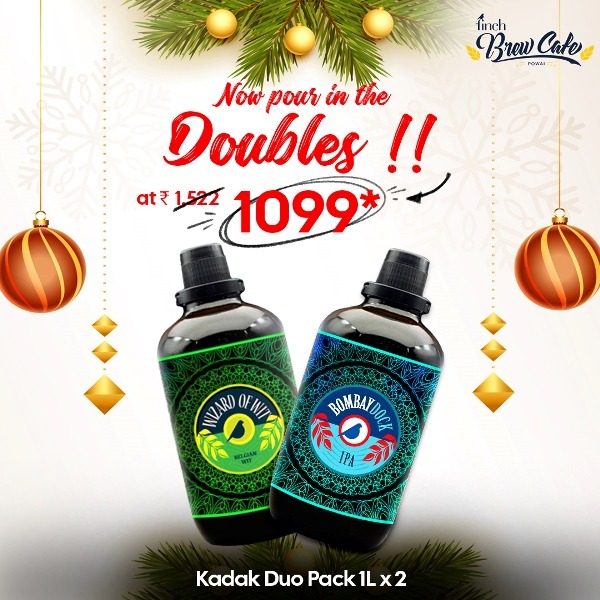 finch
Brew Cafe
POWAI
Now pour in the
Doubles !!
at ₹ 1,522 1099*
WIZARD OF WIT
BELGIAN
WIT
BOMBAY DOCK
IPA
Kadak Duo Pack 1L x 2